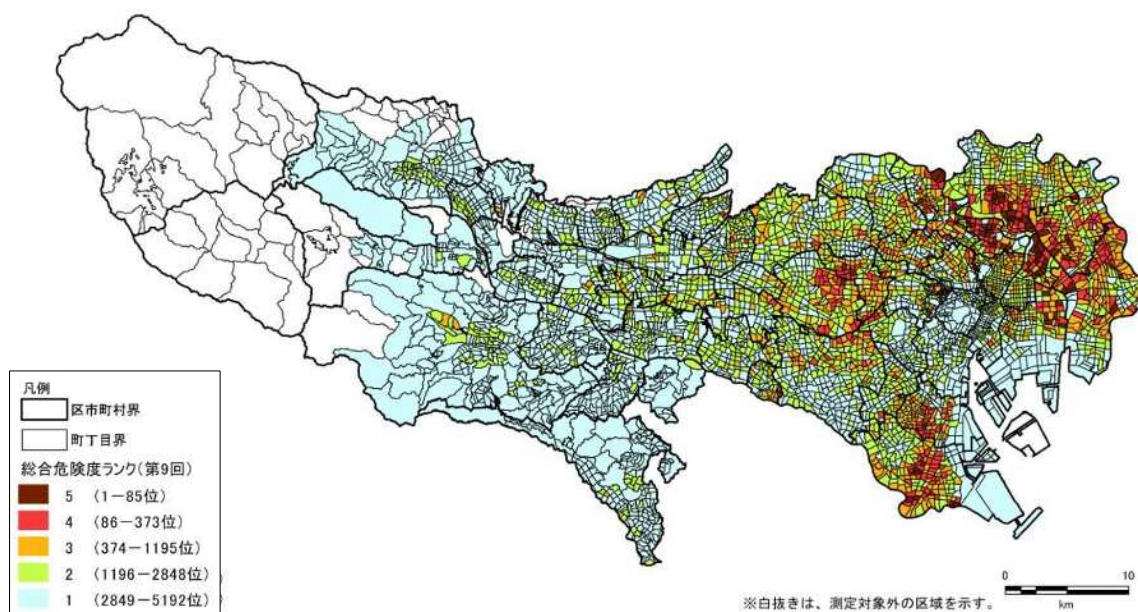 凡例
区市町村界
町丁目界
総合危険度ランク(第9回)
5 (1－85位)
4 (86－373位)
3 (374－1195位)
2 (1196－2848位)
1 (2849－5192位)
※白抜きは、測定対象外の区域を示す。
0 10
km